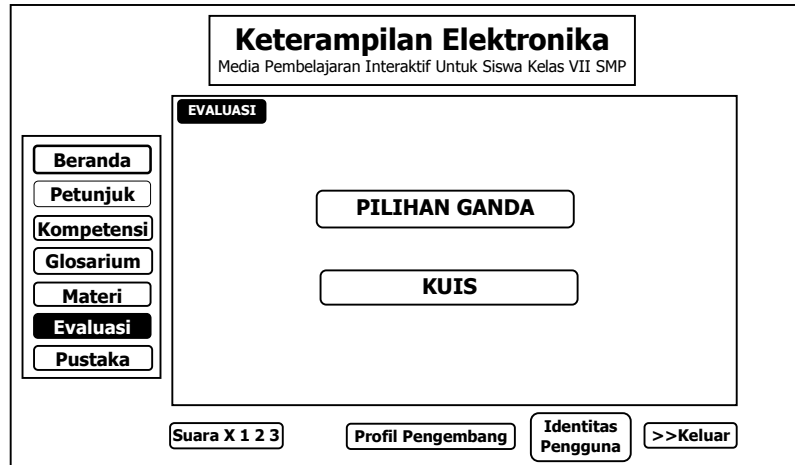 Keterampilan Elektronika
Media Pembelajaran Interaktif Untuk Siswa Kelas VII SMP
EVALUASI
Beranda
Petunjuk
Kompetensi
Glosarium
Materi
Evaluasi
Pustaka
PILIHAN GANDA
KUIS
Suara X 1 2 3
Profil Pengembang
Identitas
Pengguna
>>Keluar